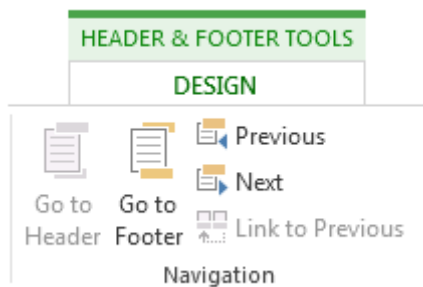 HEADER & FOOTER TOOLS
DESIGN
Go to
Header
Go to
Footer
Previous
Next
Link to Previous
Navigation